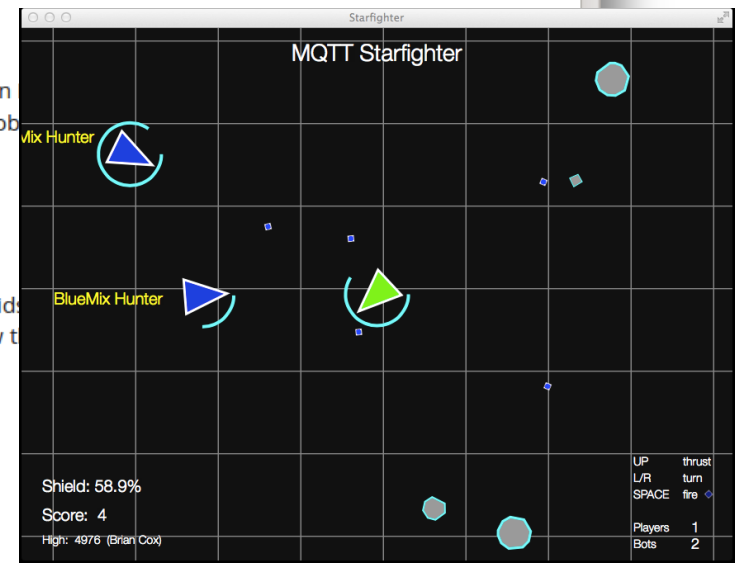 Starfighter
MQTT Starfighter
Mix Hunter
BlueMix Hunter
Shield: 58.9%
Score: 4
High: 4976 (Brian Cox)
UP thrust
L/R turn
SPACE fire
Players 1
Bots 2